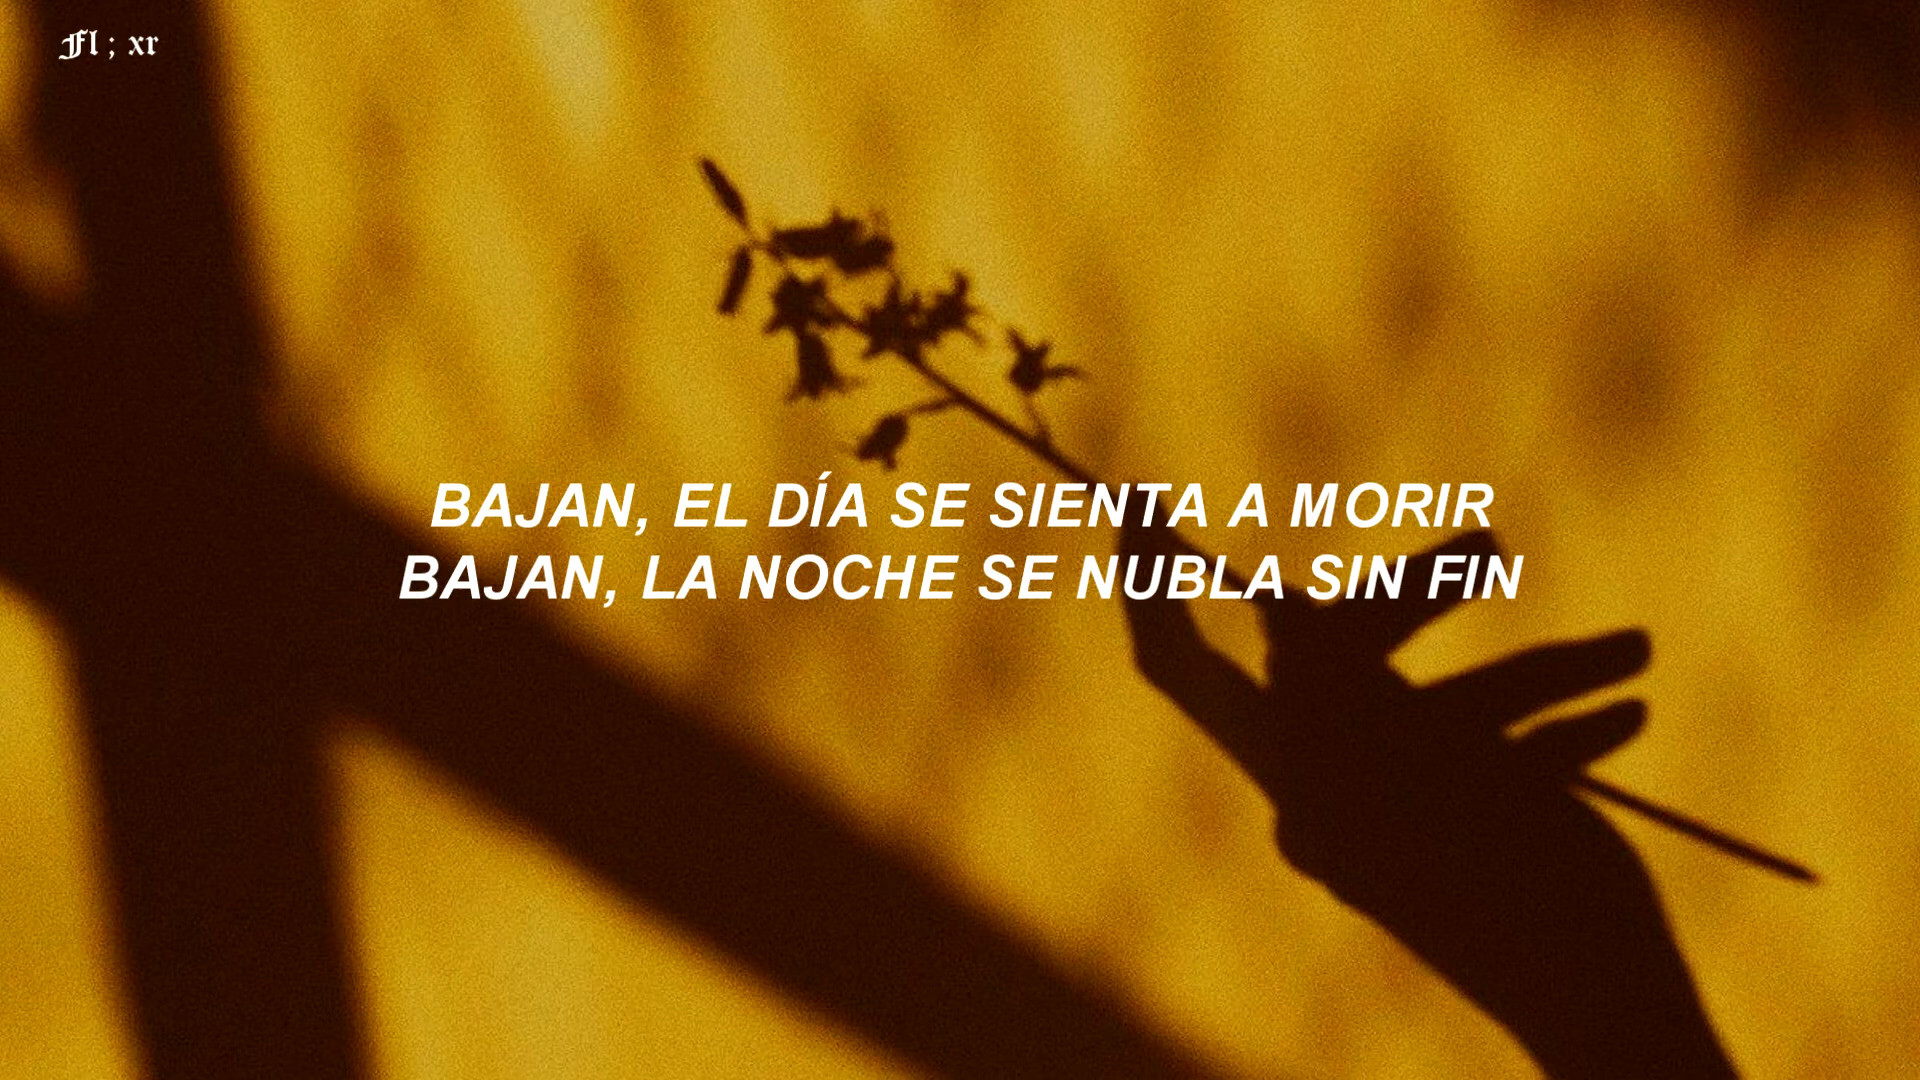 Fl ; xr
BAJAN, EL DÍA SE SIENTA A MORIR
BAJAN, LA NOCHE SE NUBLA SIN FIN